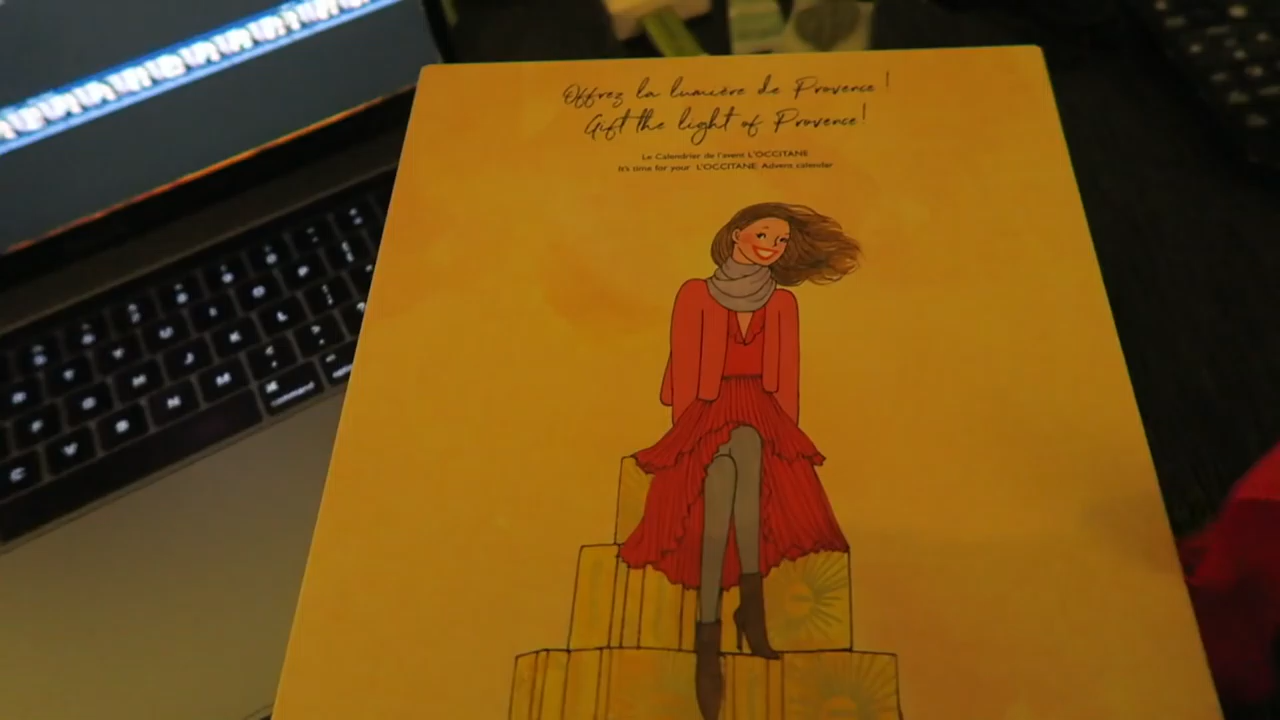 Offrez la lumière de Provence !
Gift the light of Provence!
Le Calendrier de l'avent L'OCCITANE
It's time for your L'OCCITANE Advent calendar
command